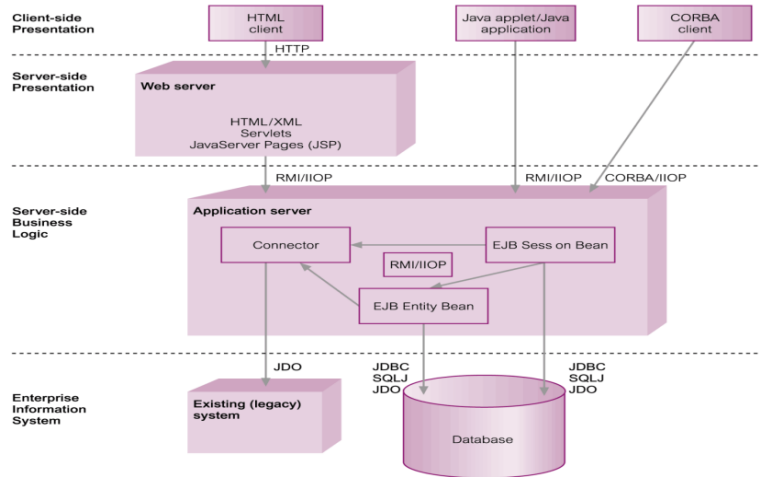 Client-side
Presentation
HTML
client
Java applet/Java
application
CORBA
client
HTTP
Server-side
Presentation
Web server
HTML/XML
Servlets
JavaServer Pages (JSP)
RMI/IIOP
RMI/IIOP
CORBA/IIOP
Server-side
Business
Logic
Application server
Connector
EJB Sess on Bean
RMI/IIOP
EJB Entity Bean
JDO
JDBC
SQLJ
JDO
JDBC
SQLJ
JDO
Enterprise
Information
System
Existing (legacy)
system
Database